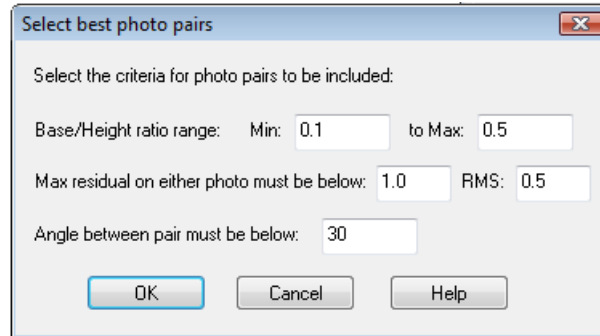 Select best photo pairs
Select the criteria for photo pairs to be included:
Base/Height ratio range: Min: 0.1 to Max: 0.5
Max residual on either photo must be below: 1.0 RMS: 0.5
Angle between pair must be below: 30
OK Cancel Help